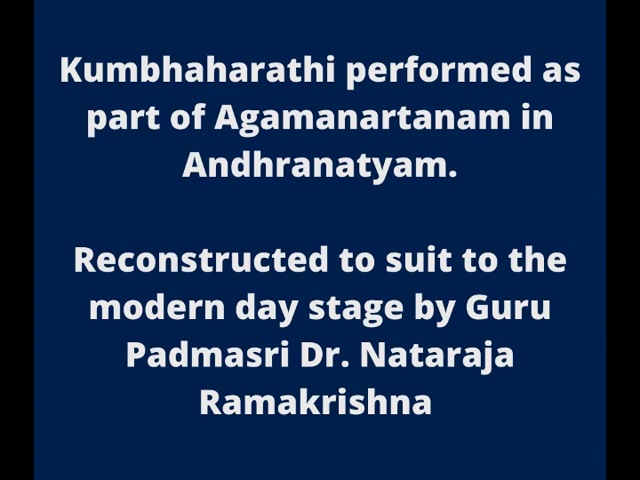 Kumbhaharathi performed as
part of Agamanartanam in
Andhranatyam.
Reconstructed to suit to the
modern day stage by Guru
Padmasri Dr. Nataraja
Ramakrishna